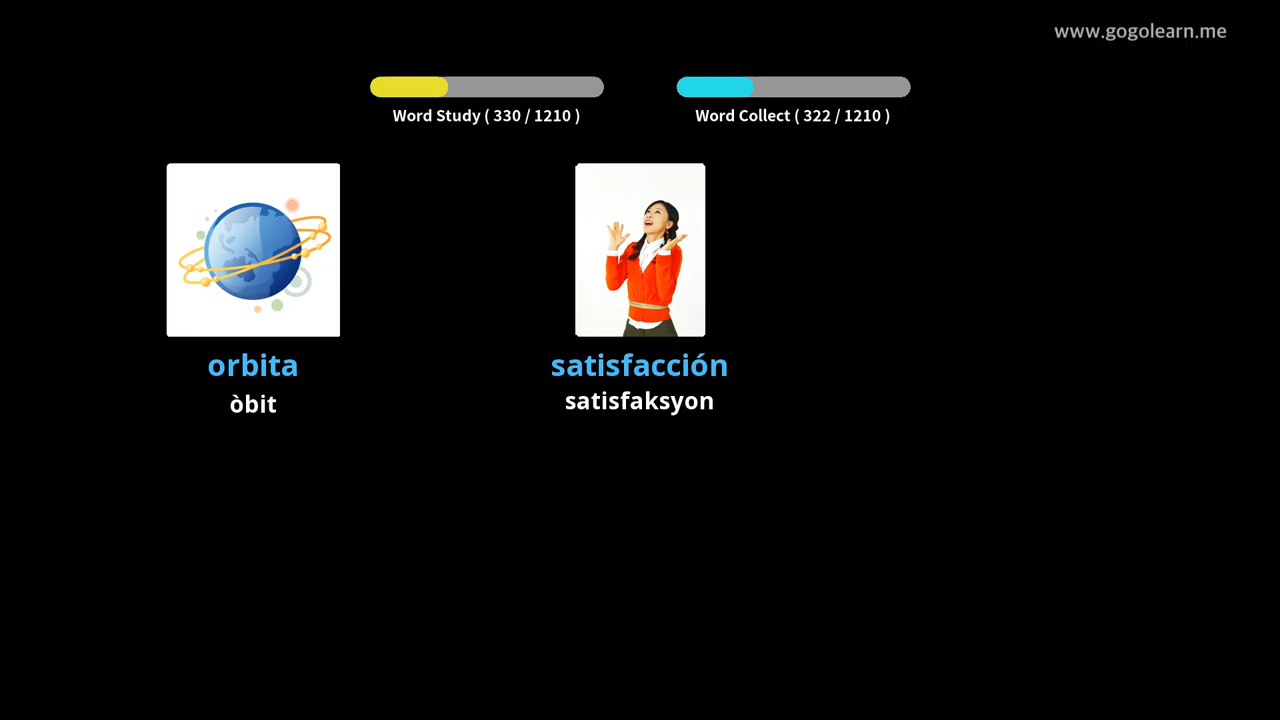 www.gogolearn.me
Word Study ( 330 / 1210 )
Word Collect ( 322 / 1210 )
orbita
òbit
satisfacción
satisfaksyon